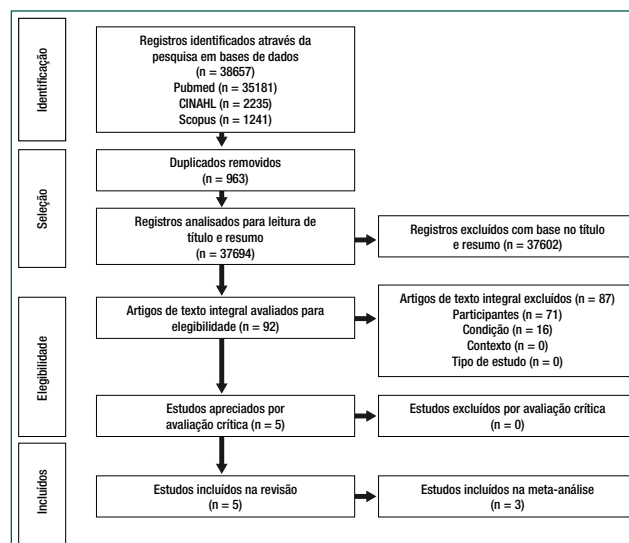 Identificação
Registros identificados através da
pesquisa em bases de dados
(n = 38657)
Pubmed (n = 35181)
CINAHL (n = 2235)
Scopus (n = 1241)
Seleção
Duplicados removidos
(n = 963)
Registros analisados para leitura de
título e resumo
(n = 37694)
Registros excluídos com base no título
e resumo (n = 37602)
Elegibilidade
Artigos de texto integral avaliados para
elegibilidade (n = 92)
Artigos de texto integral excluídos (n = 87)
Participantes (n = 71)
Condição (n = 16)
Contexto (n = 0)
Tipo de estudo (n = 0)
Estudos apreciados por
avaliação crítica (n = 5)
Estudos excluídos por avaliação crítica
(n = 0)
Incluídos
Estudos incluídos na revisão
(n = 5)
Estudos incluídos na meta-análise
(n = 3)